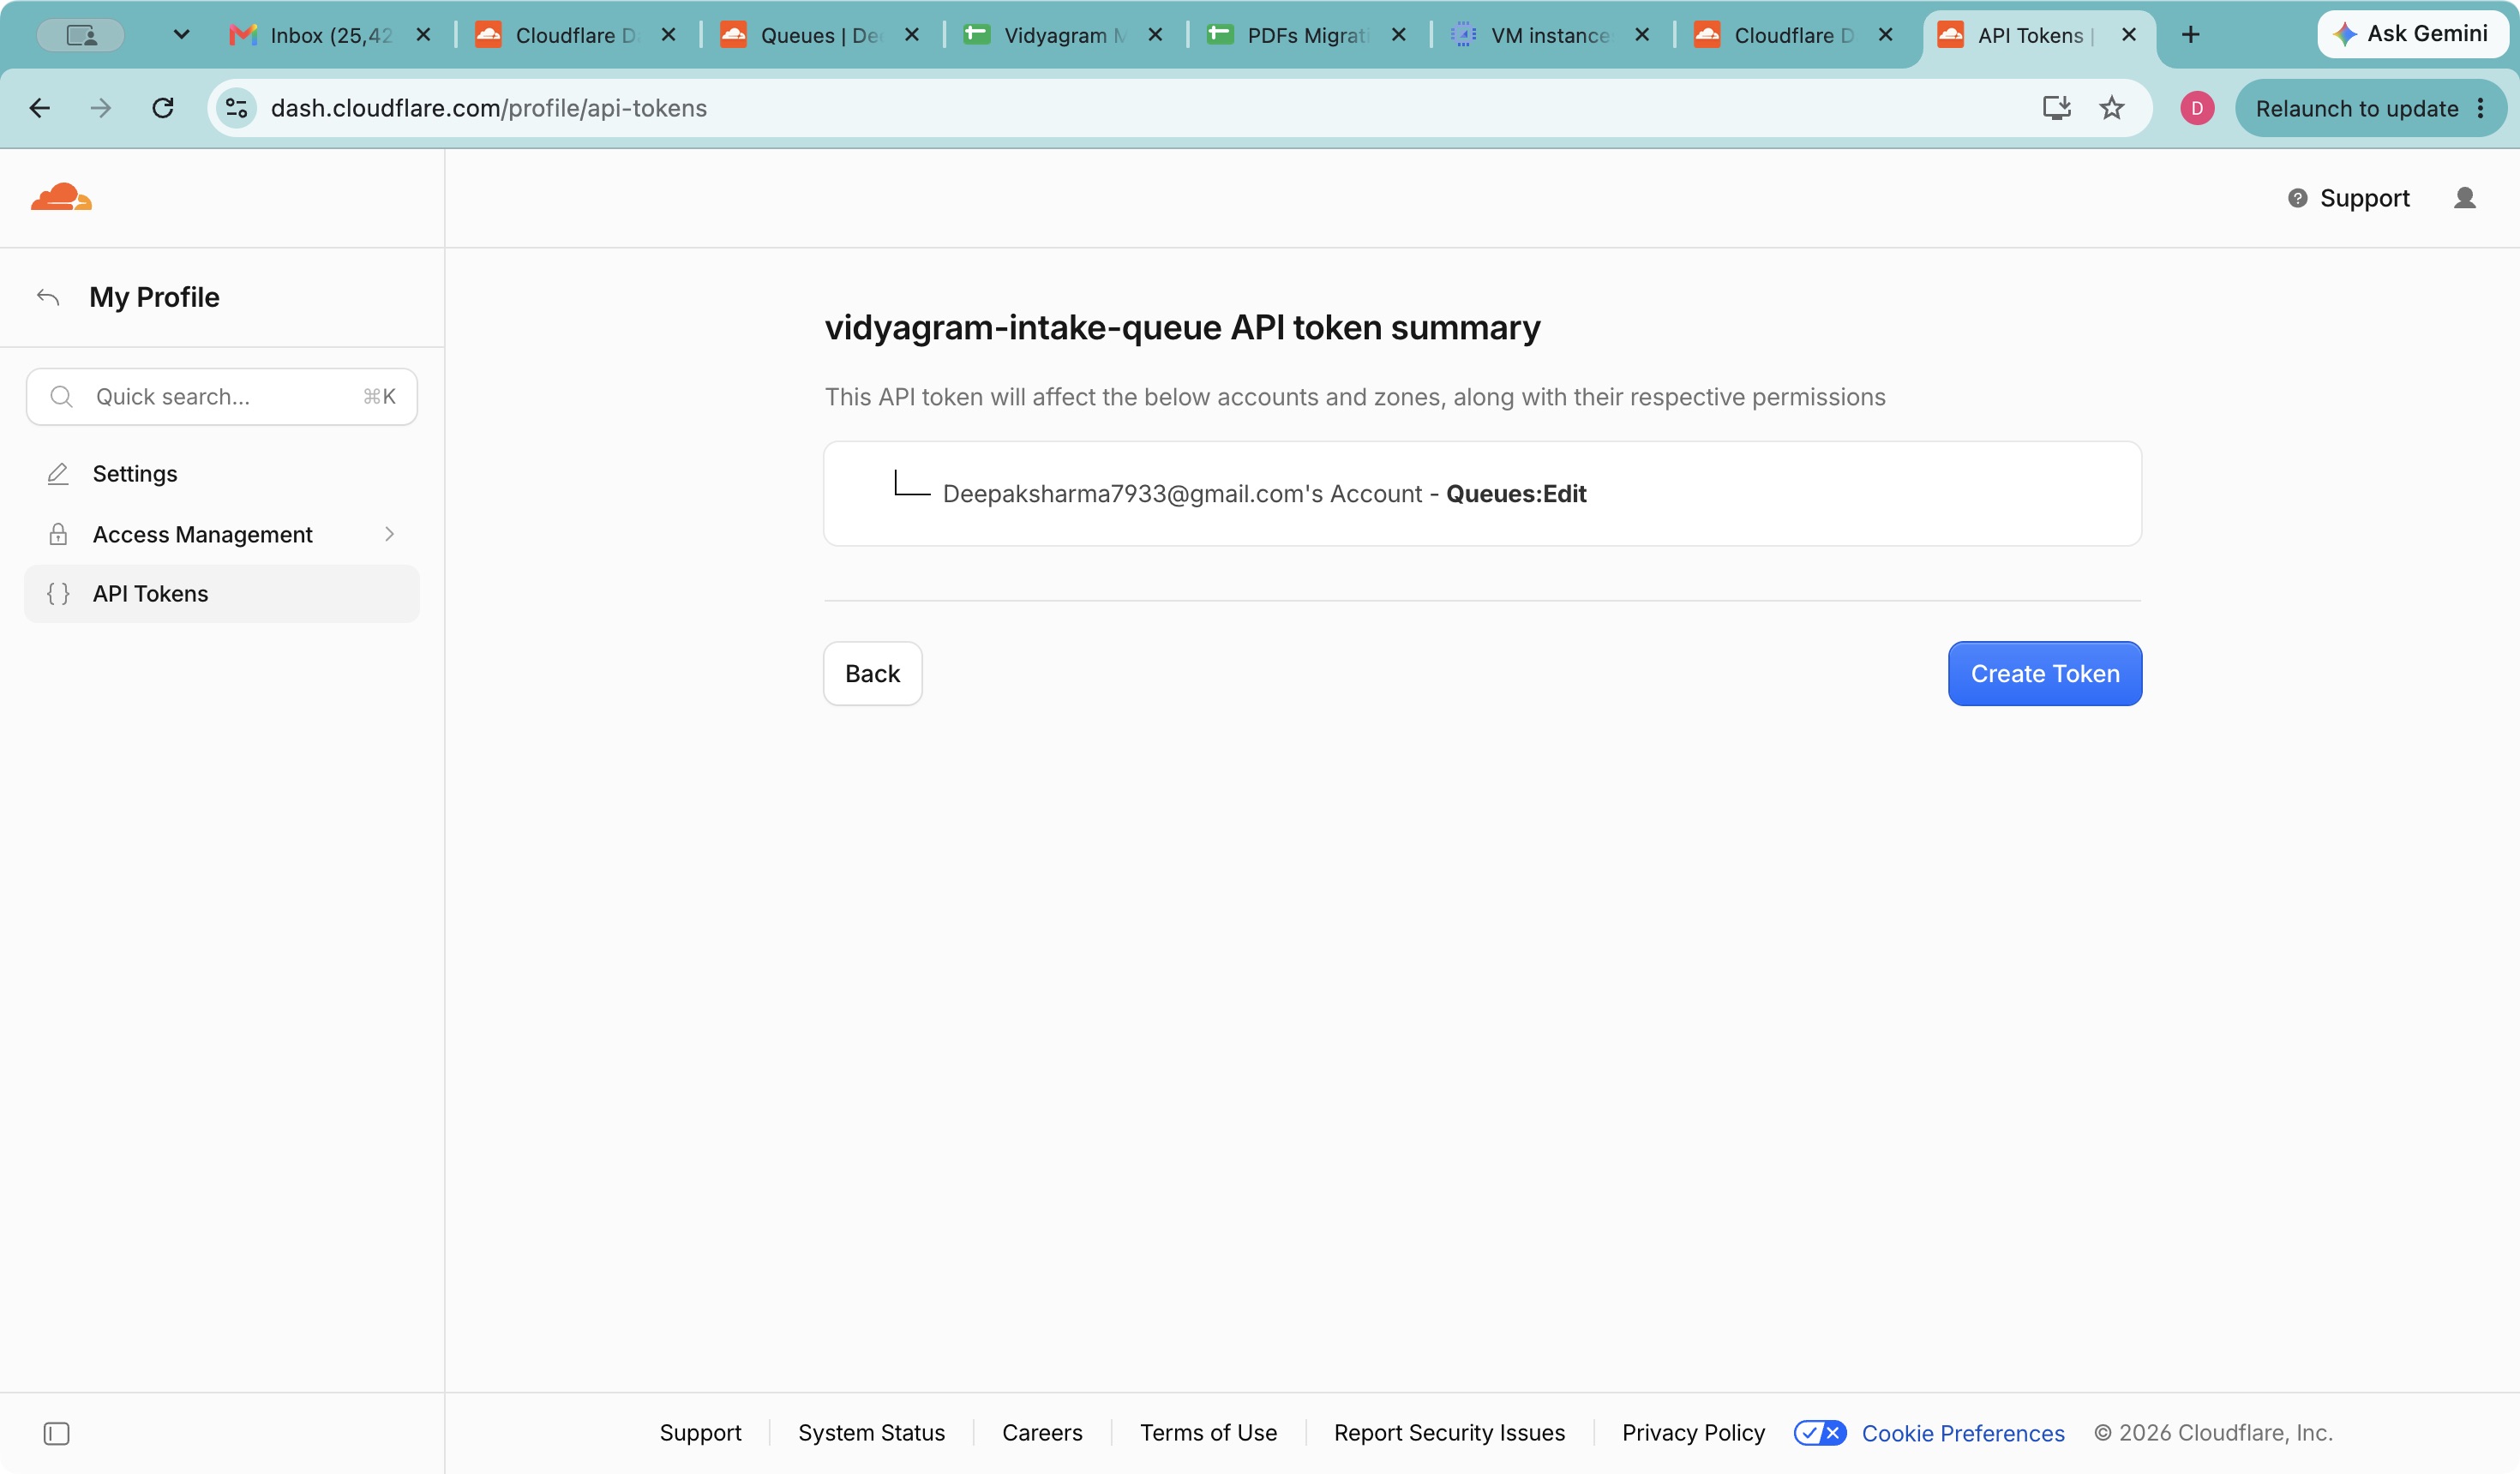 Inbox (25,42
Cloudflare D
Queues | De
Vidyagram M
PDFs Migrat
VM instance
Cloudflare D
API Tokens |
Ask Gemini
dash.cloudflare.com/profile/api-tokens
D
Relaunch to update
Support
My Profile
Quick search... ⌘K
Settings
Access Management
API Tokens
vidyagram-intake-queue API token summary
This API token will affect the below accounts and zones, along with their respective permissions
Deepaksharma7933@gmail.com's Account - Queues:Edit
Back
Create Token
Support
System Status
Careers
Terms of Use
Report Security Issues
Privacy Policy
Cookie Preferences
© 2026 Cloudflare, Inc.